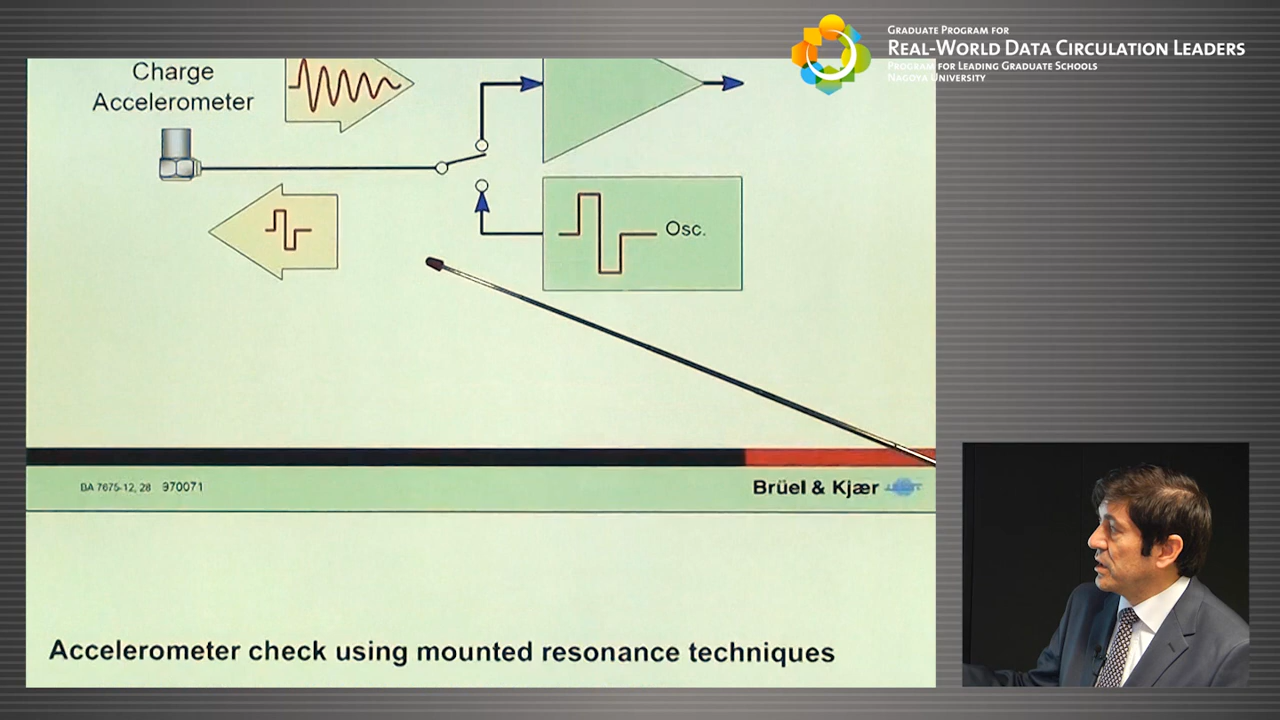 GRADUATE PROGRAM FOR
REAL-WORLD DATA CIRCULATION LEADERS
PROGRAM FOR LEADING GRADUATE SCHOOLS
NAGOYA UNIVERSITY
Charge
Accelerometer
Osc.
BA 7675-12, 28 970071
Brüel & Kjær
Accelerometer check using mounted resonance techniques